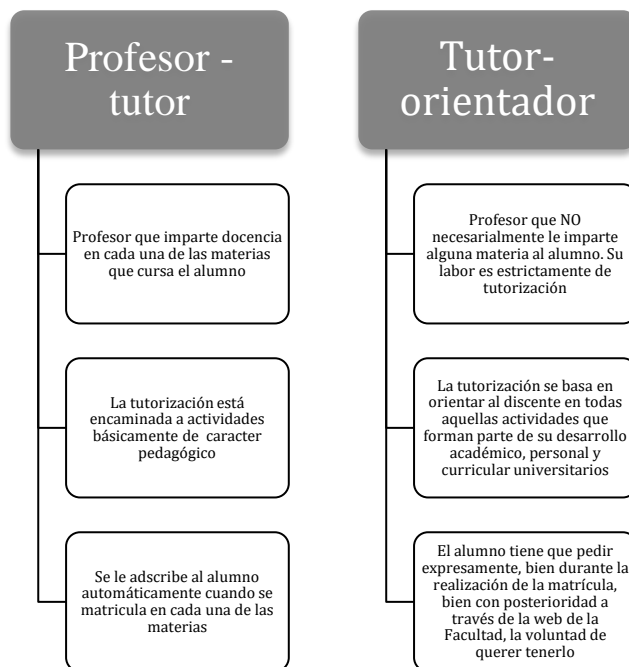 Profesor -
tutor
Profesor que imparte docencia
en cada una de las materias
que cursa el alumno
La tutorización está
encaminada a actividades
básicamente de caracter
pedagógico
Se le adscribe al alumno
automáticamente cuando se
matricula en cada una de las
materias
Tutor-
orientador
Profesor que NO
necesarialmente le imparte
alguna materia al alumno. Su
labor es estrictamente de
tutorización
La tutorización se basa en
orientar al discente en todas
aquellas actividades que
forman parte de su desarrollo
académico, personal y
curricular universitarios
El alumno tiene que pedir
expresamente, bien durante la
realización de la matrícula,
bien con posterioridad a
través de la web de la
Facultad, la voluntad de
querer tenerlo